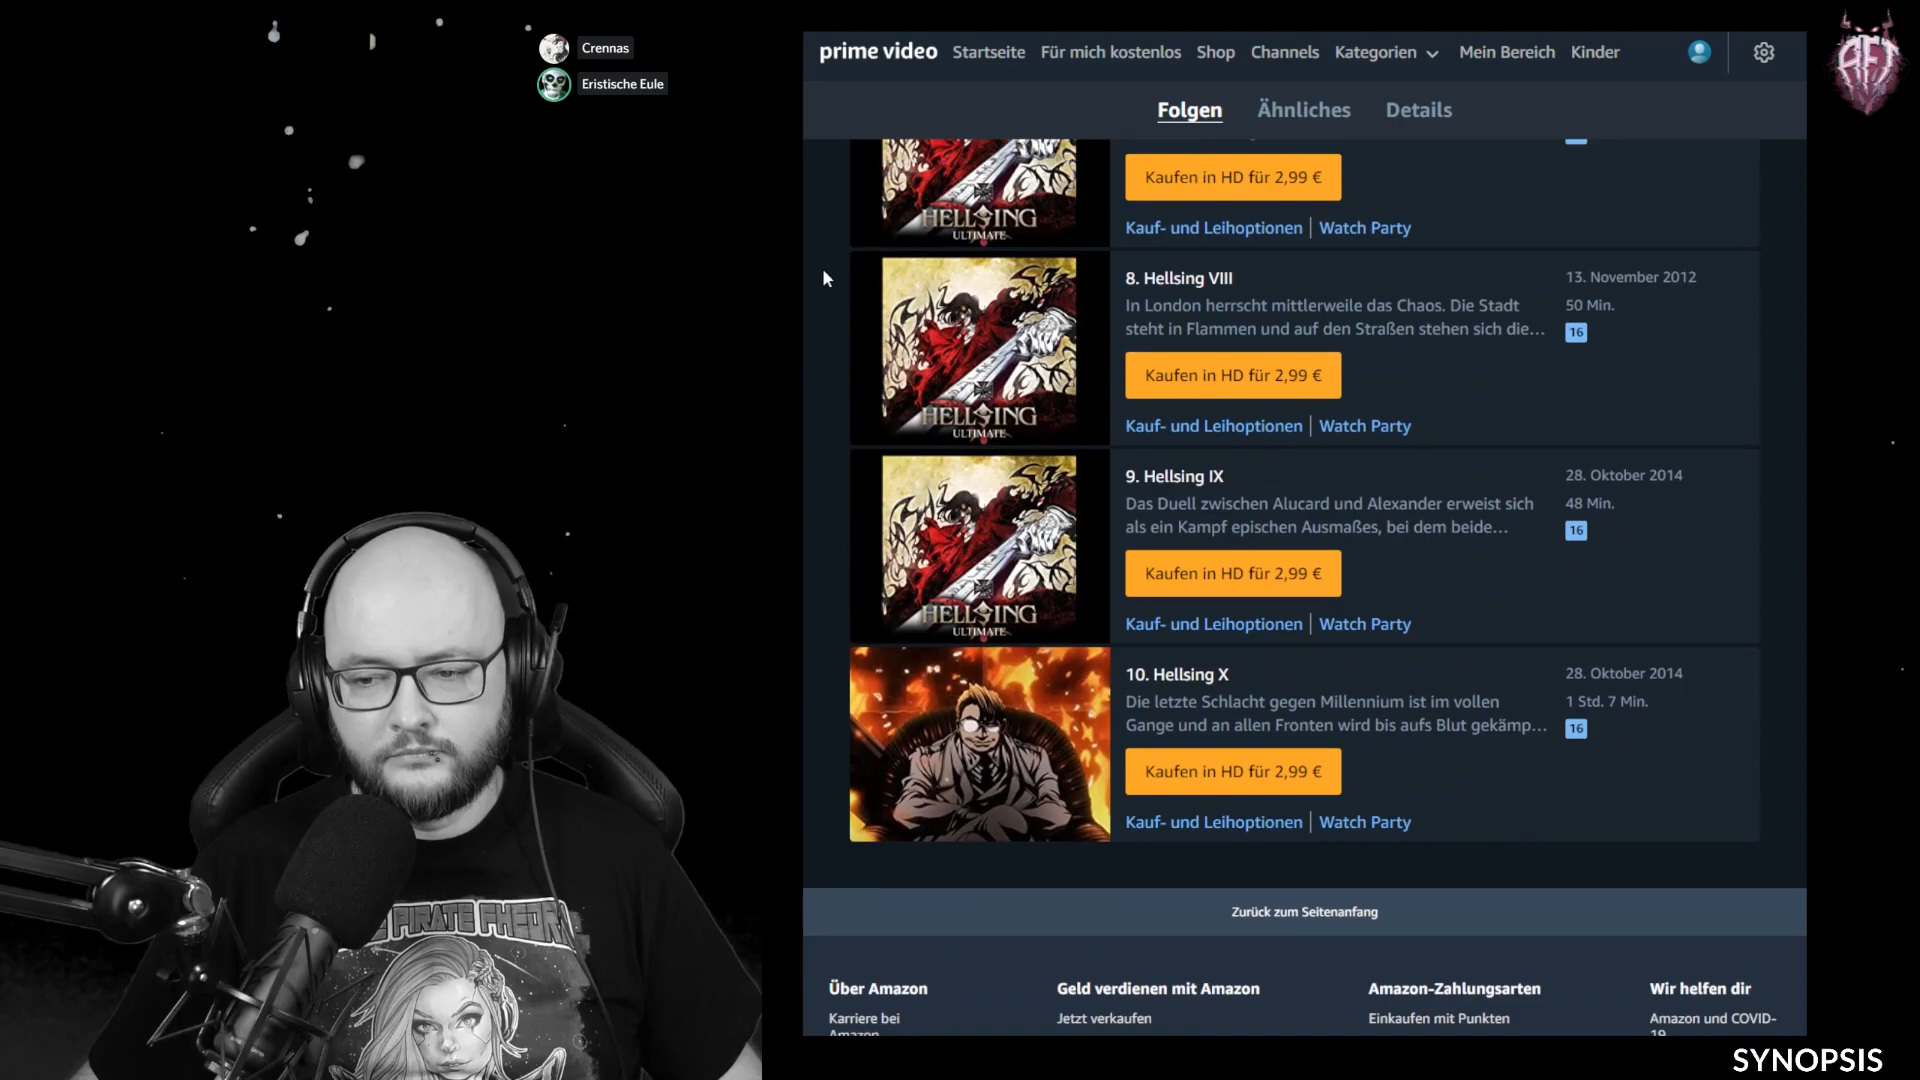 Crennas
Eristische Eule
prime video Startseite Für mich kostenlos Shop Channels Kategorien Mein Bereich Kinder
Folgen Ähnliches Details
HELLSING
ULTIMATE
Kaufen in HD für 2,99 €
Kauf- und Leihoptionen | Watch Party
HELLSING
ULTIMATE
8. Hellsing VIII
13. November 2012
In London herrscht mittlerweile das Chaos. Die Stadt
steht in Flammen und auf den Straßen stehen sich die...
50 Min.
16
Kaufen in HD für 2,99 €
Kauf- und Leihoptionen | Watch Party
HELLSING
ULTIMATE
9. Hellsing IX
28. Oktober 2014
Das Duell zwischen Alucard und Alexander erweist sich
als ein Kampf epischen Ausmaßes, bei dem beide...
48 Min.
16
Kaufen in HD für 2,99 €
Kauf- und Leihoptionen | Watch Party
10. Hellsing X
28. Oktober 2014
Die letzte Schlacht gegen Millennium ist im vollen
Gange und an allen Fronten wird bis aufs Blut gekämp...
1 Std. 7 Min.
16
Kaufen in HD für 2,99 €
Kauf- und Leihoptionen | Watch Party
Zurück zum Seitenanfang
Über Amazon
Karriere bei
Amazon
Geld verdienen mit Amazon
Jetzt verkaufen
Amazon-Zahlungsarten
Einkaufen mit Punkten
Wir helfen dir
Amazon und COVID-
19
PIRATE
SYNOPSIS